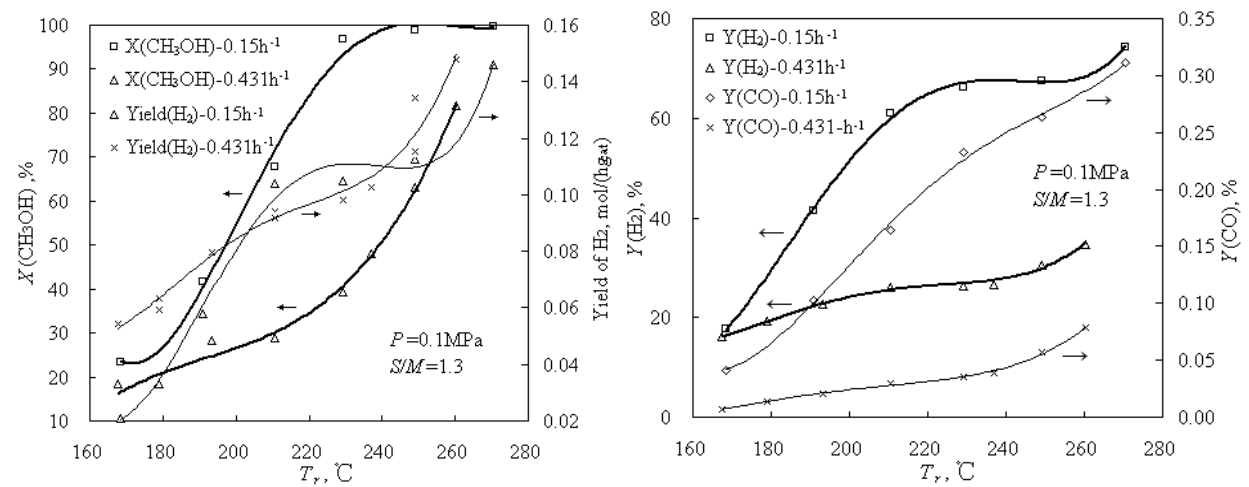 X(CH₃OH)-0.15h⁻¹
X(CH₃OH)-0.431h⁻¹
Yield(H₂)-0.15h⁻¹
Yield(H₂)-0.431h⁻¹
P=0.1MPa
S/M=1.3
X(CH₃OH) ,%
100
90
80
70
60
50
40
30
20
10
Yield of H₂, mol/(hg
0.16
0.14
0.12
0.10
0.08
0.06
0.04
0.02
160 180 200 220 240 260 280
Tᵣ, ℃
Y(H₂)-0.15h⁻¹
Y(H₂)-0.431h⁻¹
Y(CO)-0.15h⁻¹
Y(CO)-0.431-h⁻¹
P=0.1MPa
S/M=1.3
Y(H2), %
80
60
40
20
0
Y(CO), %
0.35
0.30
0.25
0.20
0.15
0.10
0.05
0.00
160 180 200 220 240 260 280
Tᵣ, ℃